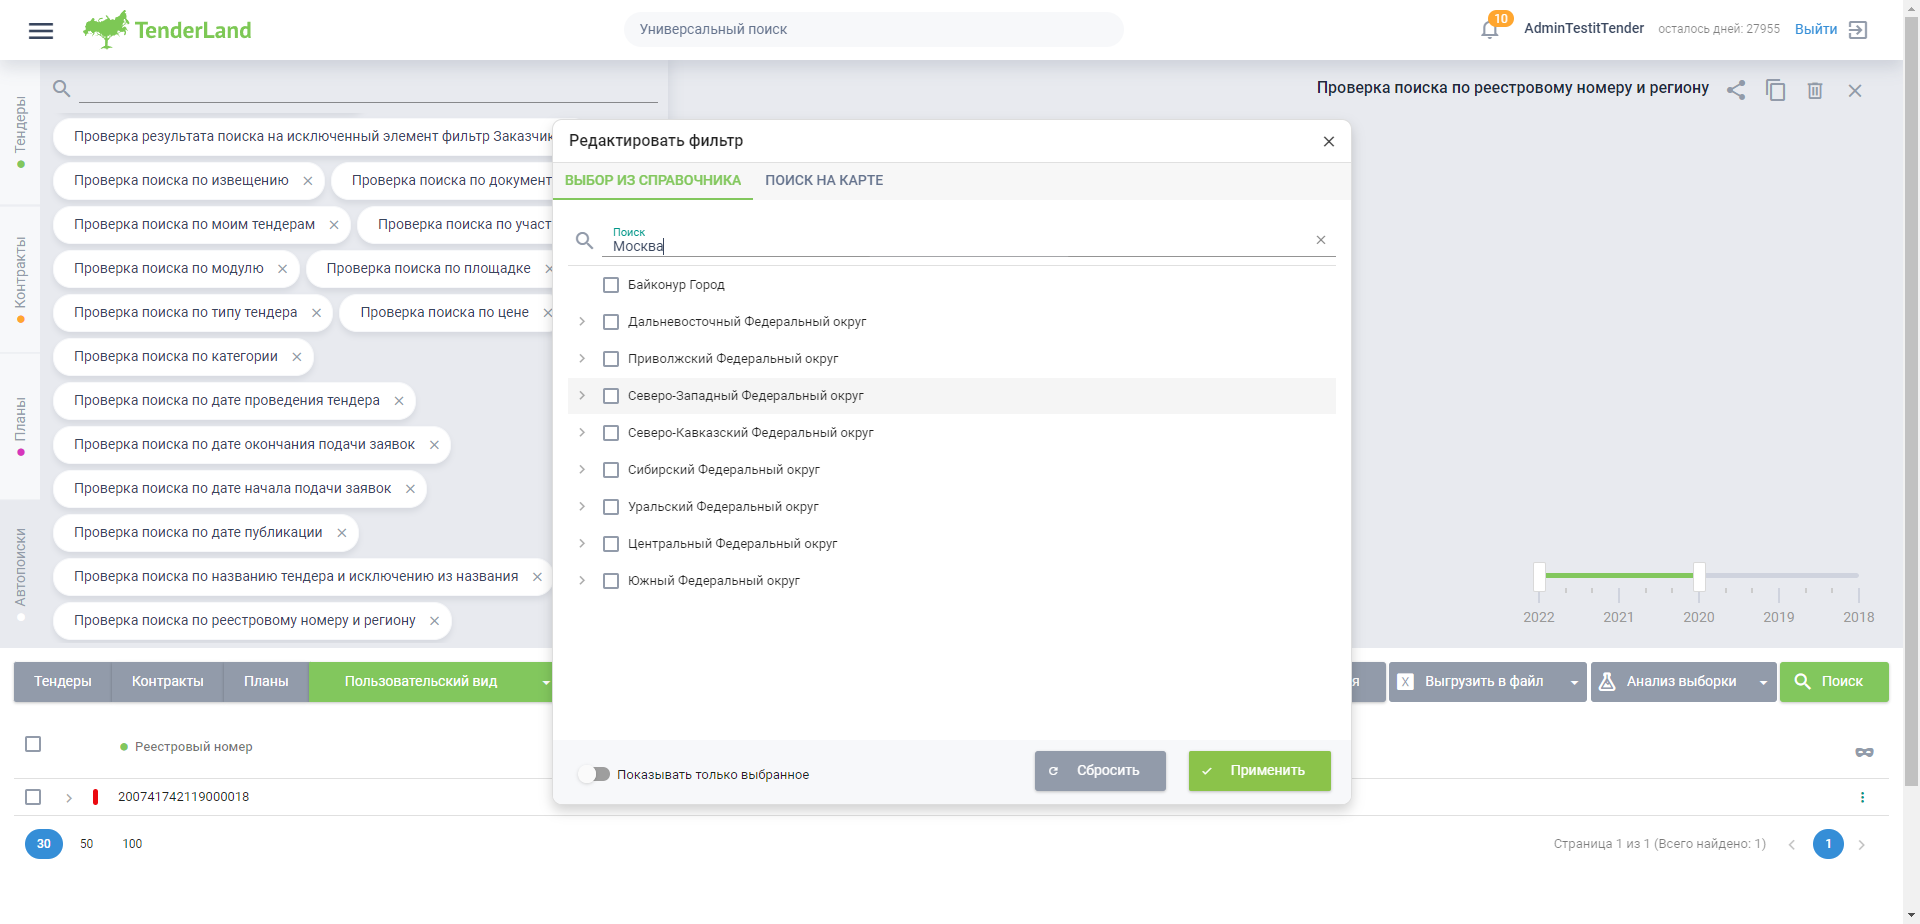 TenderLand
Универсальный поиск
10
AdminTestitTender
осталось дней: 27955
Выйти
Тендеры
Контракты
Планы
Автопоиски
Проверка поиска по реестровому номеру и региону
Проверка результата поиска на исключенный элемент фильтр Заказчик
Проверка поиска по извещению
Проверка поиска по документ
Проверка поиска по моим тендерам
Проверка поиска по участ
Проверка поиска по модулю
Проверка поиска по площадке
Проверка поиска по типу тендера
Проверка поиска по цене
Проверка поиска по категории
Проверка поиска по дате проведения тендера
Проверка поиска по дате окончания подачи заявок
Проверка поиска по дате начала подачи заявок
Проверка поиска по дате публикации
Проверка поиска по названию тендера и исключению из названия
Проверка поиска по реестровому номеру и региону
Редактировать фильтр
ВЫБОР ИЗ СПРАВОЧНИКА
ПОИСК НА КАРТЕ
Поиск
Москва
Байконур Город
Дальневосточный Федеральный округ
Приволжский Федеральный округ
Северо-Западный Федеральный округ
Северо-Кавказский Федеральный округ
Сибирский Федеральный округ
Уральский Федеральный округ
Центральный Федеральный округ
Южный Федеральный округ
Показывать только выбранное
Сбросить
Применить
2022 2021 2020 2019 2018
Тендеры
Контракты
Планы
Пользовательский вид
я
X Выгрузить в файл
Анализ выборки
Поиск
Реестровый номер
200741742119000018
30 50 100
Страница 1 из 1 (Всего найдено: 1)
1